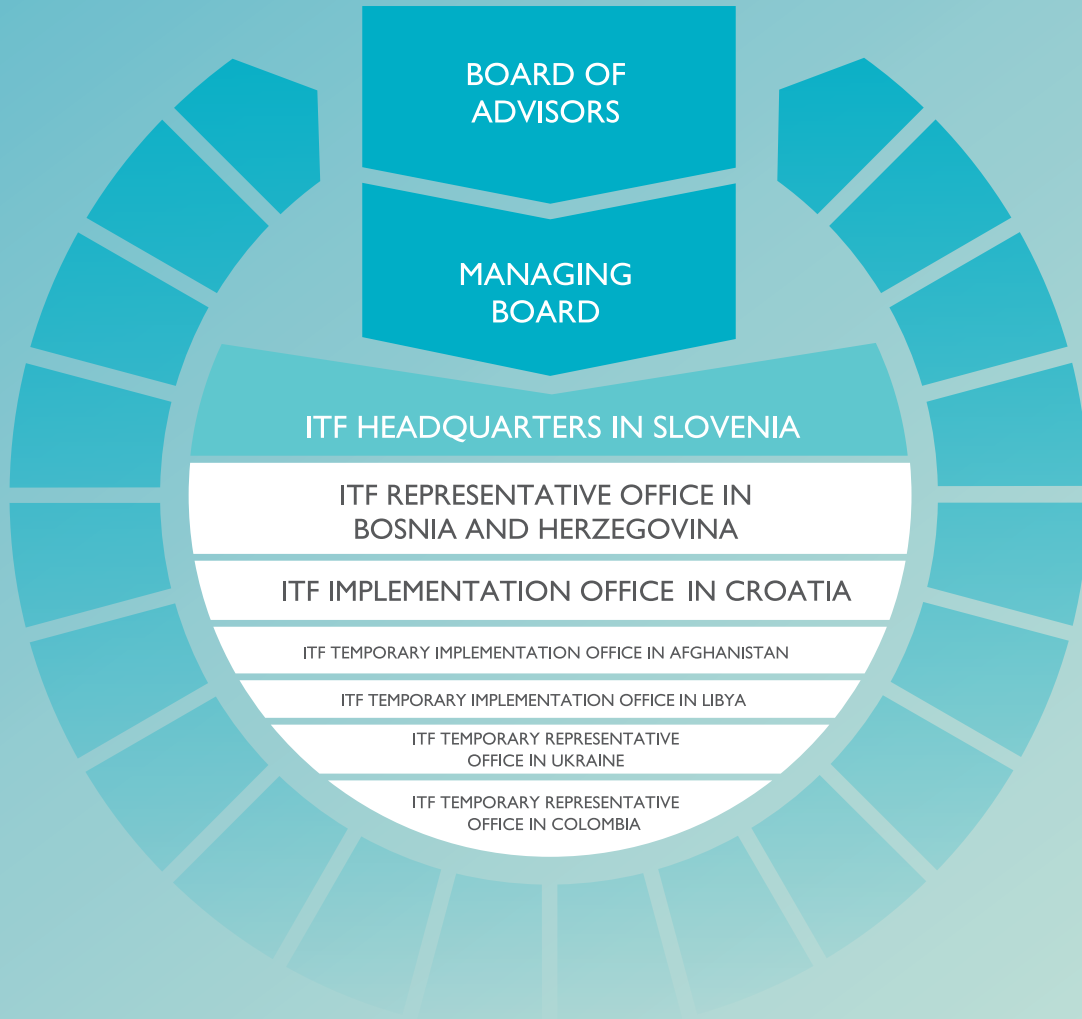 BOARD OF
ADVISORS
MANAGING
BOARD
ITF HEADQUARTERS IN SLOVENIA
ITF REPRESENTATIVE OFFICE IN
BOSNIA AND HERZEGOVINA
ITF IMPLEMENTATION OFFICE IN CROATIA
ITF TEMPORARY IMPLEMENTATION OFFICE IN AFGHANISTAN
ITF TEMPORARY IMPLEMENTATION OFFICE IN LIBYA
ITF TEMPORARY REPRESENTATIVE
OFFICE IN UKRAINE
ITF TEMPORARY REPRESENTATIVE
OFFICE IN COLOMBIA